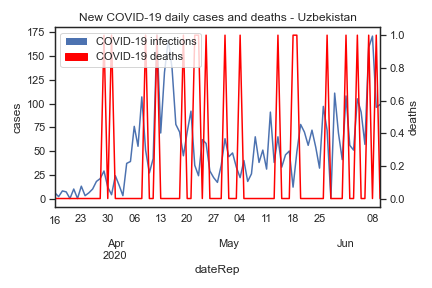 New COVID-19 daily cases and deaths - Uzbekistan
COVID-19 infections
COVID-19 deaths
175
150
125
100
75
50
25
0
cases
1.0
0.8
0.6
0.4
0.2
0.0
deaths
16 23 30 06 13 20 27 04 11 18 25 08
Apr May Jun
2020
dateRep